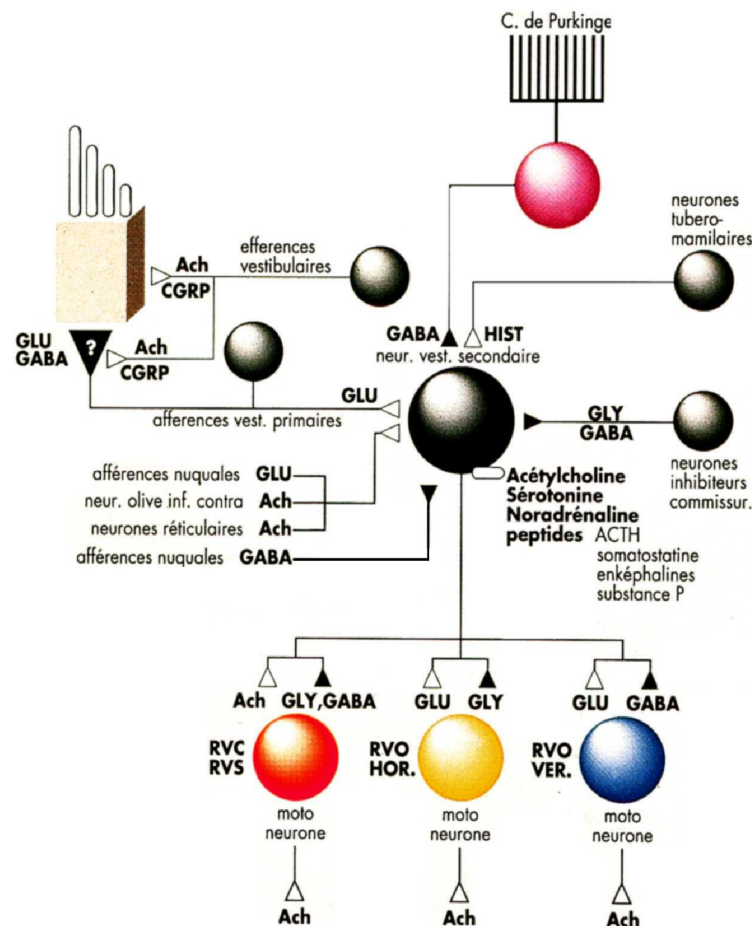 C. de Purkinge
neurones
tubero-
mamilaires
efferences
vestibulaires
Ach
CGRP
GLU
GABA
?
Ach
CGRP
GABA
HIST
neur. vest. secondaire
GLU
afferences vest. primaires
GLY
GABA
neurones
inhibiteurs
commissur.
afférences nuquales GLU
neur. olive inf. contra Ach
neurones réticulaires Ach
afférences nuquales GABA
Acétylcholine
Sérotonine
Noradrénaline
peptides ACTH
somatostatine
enképhalines
substance P
Ach GLY,GABA
GLU GLY
GLU GABA
RVC
RVS
RVO
HOR.
RVO
VER.
moto
neurone
moto
neurone
moto
neurone
Ach
Ach
Ach